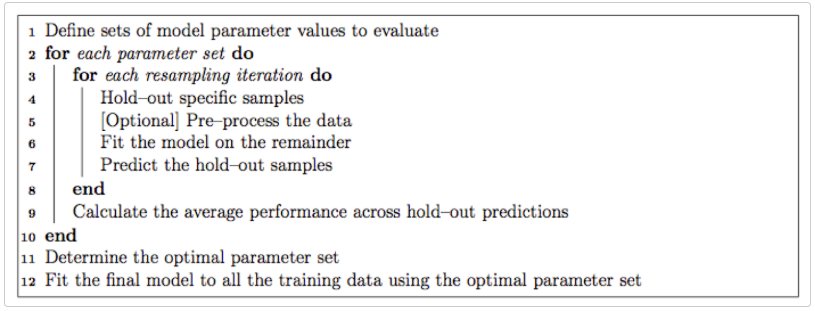 1 Define sets of model parameter values to evaluate
2 for each parameter set do
3 for each resampling iteration do
4 Hold–out specific samples
5 [Optional] Pre–process the data
6 Fit the model on the remainder
7 Predict the hold–out samples
8 end
9 Calculate the average performance across hold–out predictions
10 end
11 Determine the optimal parameter set
12 Fit the final model to all the training data using the optimal parameter set